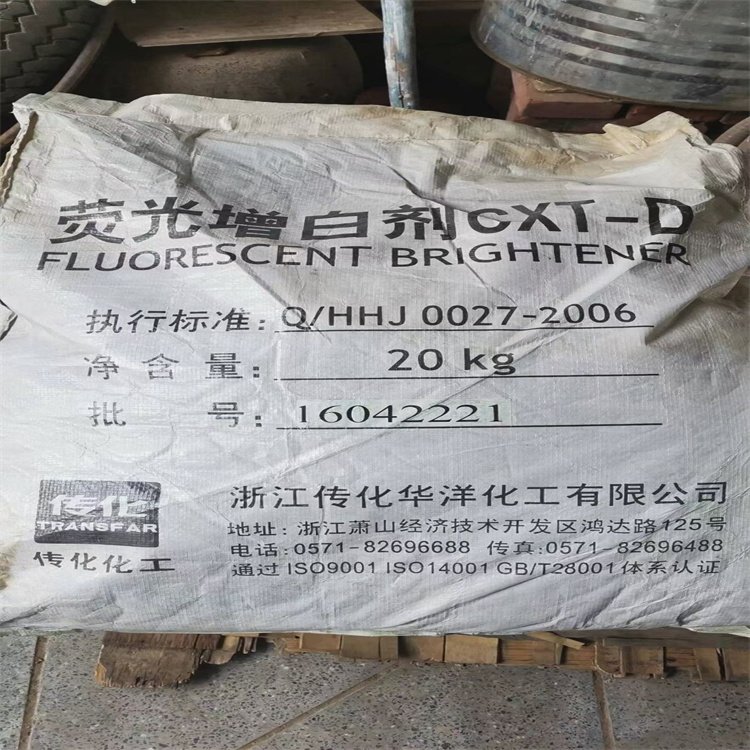 荧光增白剂CXT-D
FLUORESCENT BRIGHTENER
执行标准: Q/HHJ 0027-2006
净含量: 20 kg
批号: 16042221
传化
TRANSFAR
传化化工
浙江传化华洋化工有限公司
地址: 浙江萧山经济技术开发区鸿达路125号
电话: 0571-82696688 传真: 0571-82696488
通过 ISO9001 ISO14001 GB/T28001 体系认证